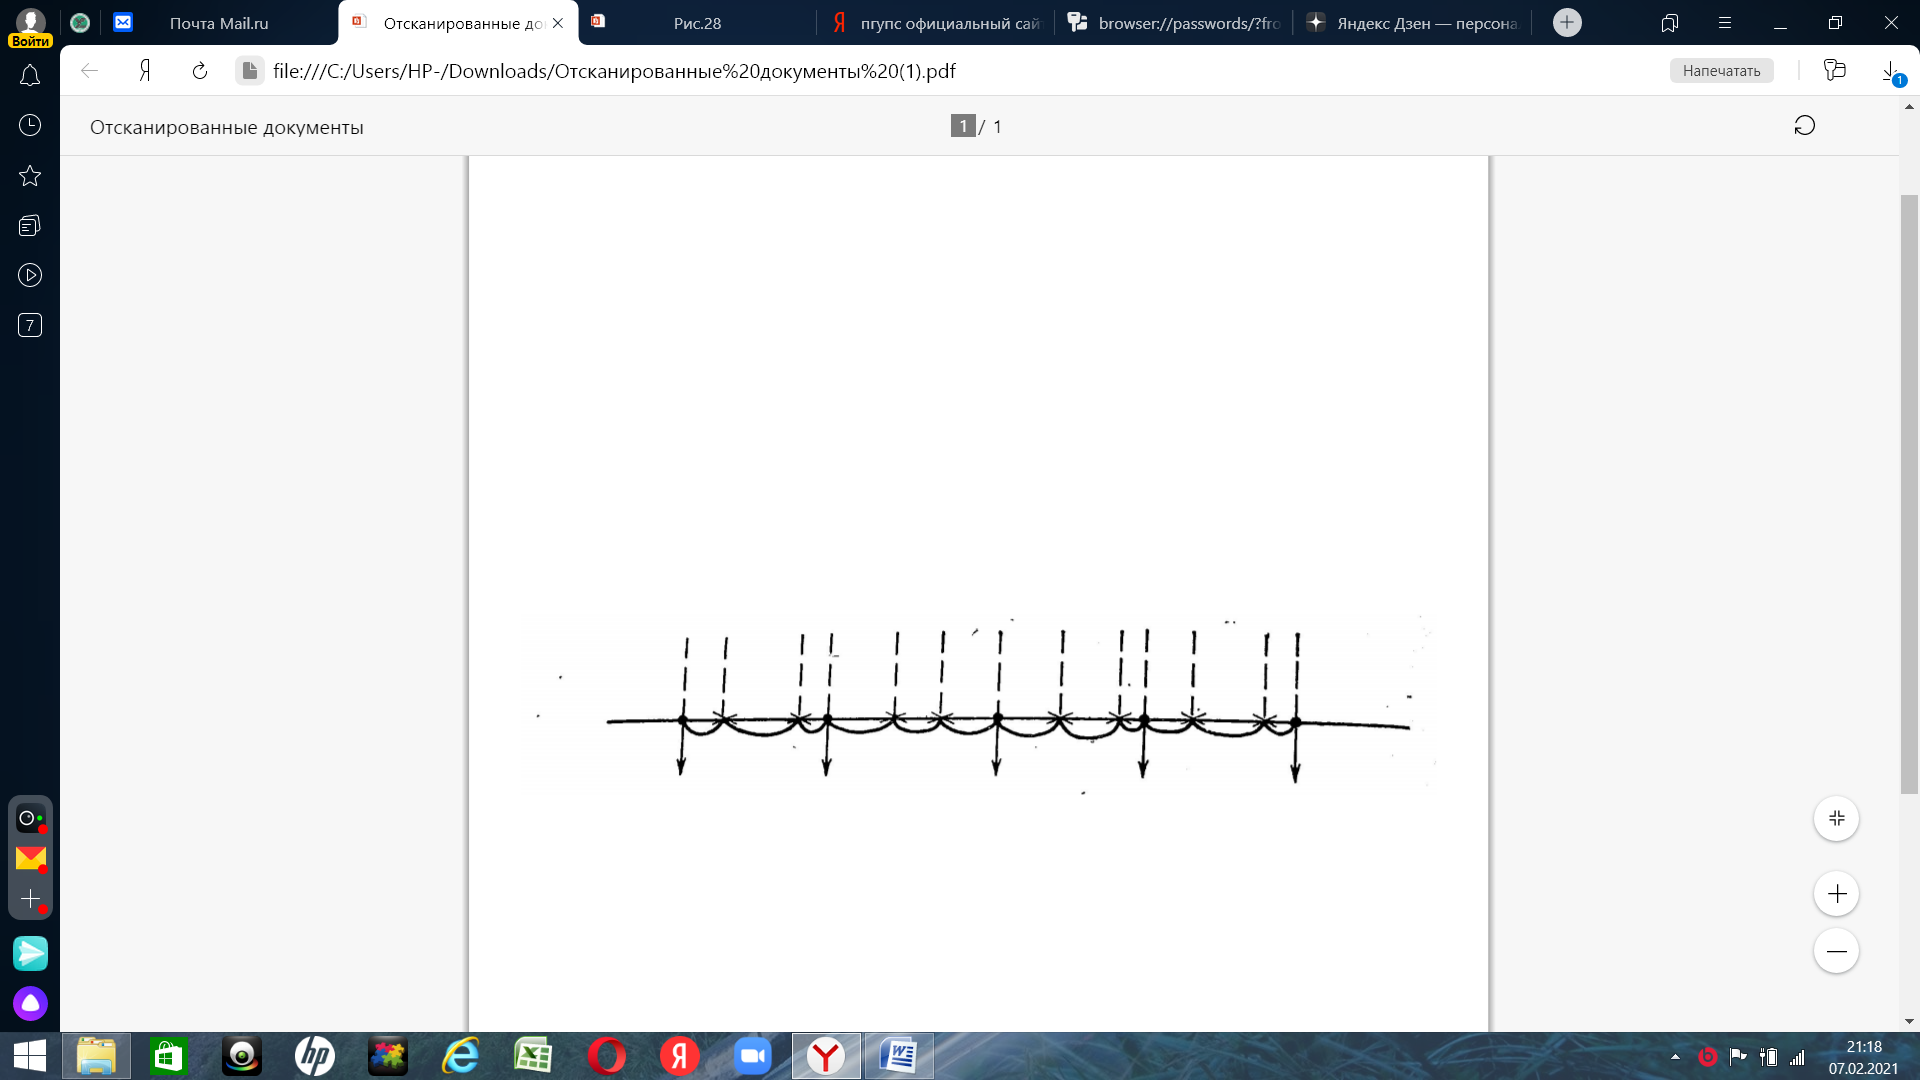 Войти
Почта Mail.ru
Отсканированные до
Рис.28
пгупс официальный сай
browser://passwords/?fro
Яндекс Дзен — персона
file:///C:/Users/HP-/Downloads/Отсканированные%20документы%20(1).pdf
Напечатать
1
Отсканированные документы
1 / 1
7
21:18
07.02.2021